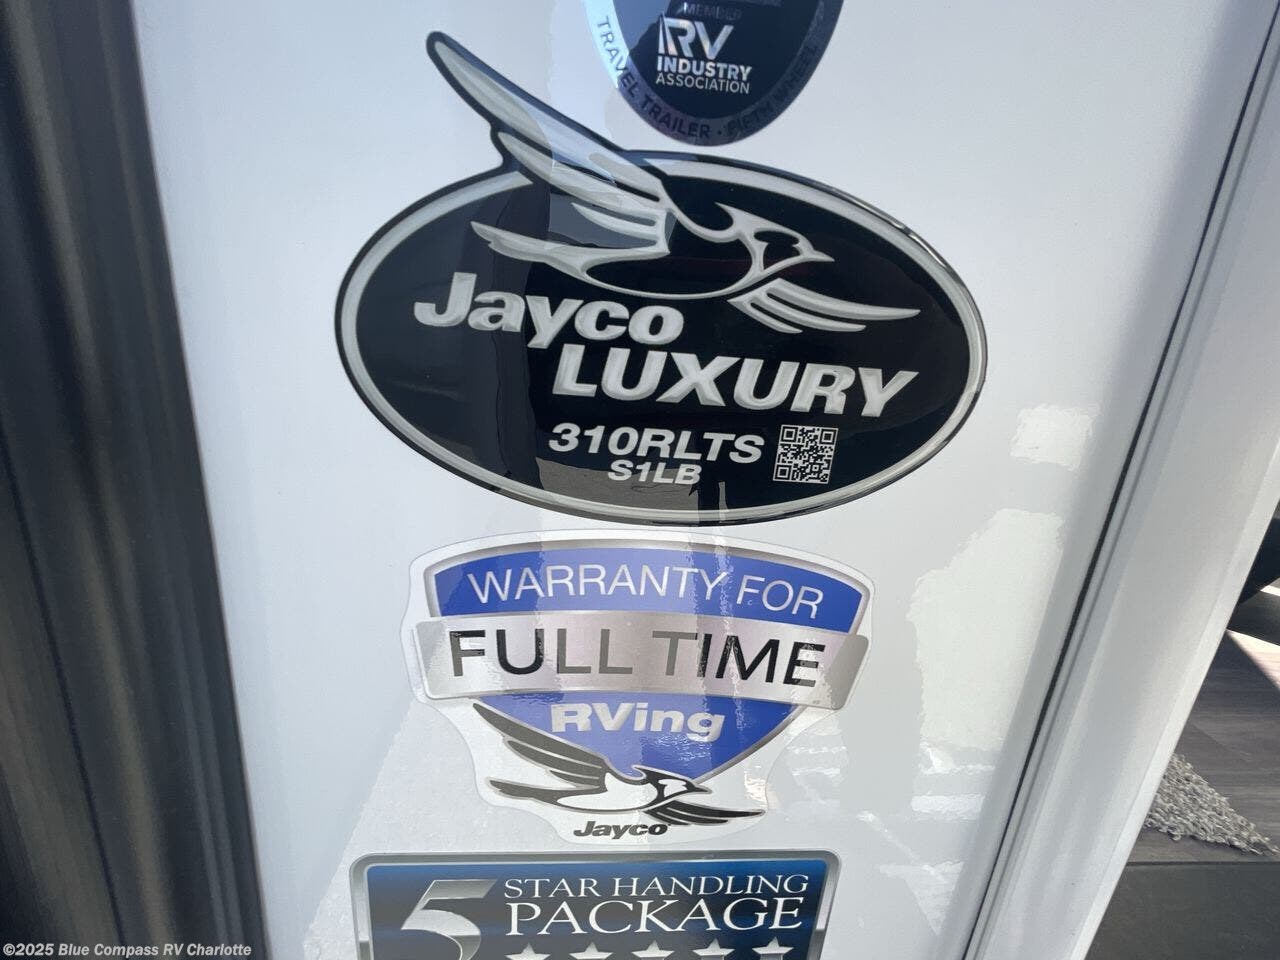 MEMBER
RV
INDUSTRY
ASSOCIATION
TRAVEL TRAILER · FIFTH WHEEL
Jayco
LUXURY
310RLTS
S1LB
WARRANTY FOR
FULL TIME
RVing
Jayco
5 STAR HANDLING
PACKAGE
©2025 Blue Compass RV Charlotte